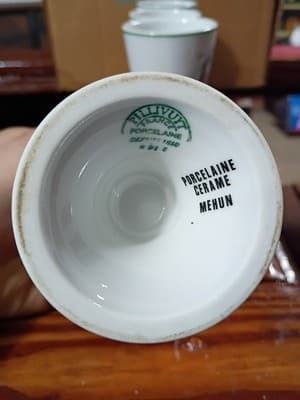 PILLIVUYT
FRANCE
PORCELAINE
DEPUIS 1818
PORCELAINE
CERAME
MEHUN